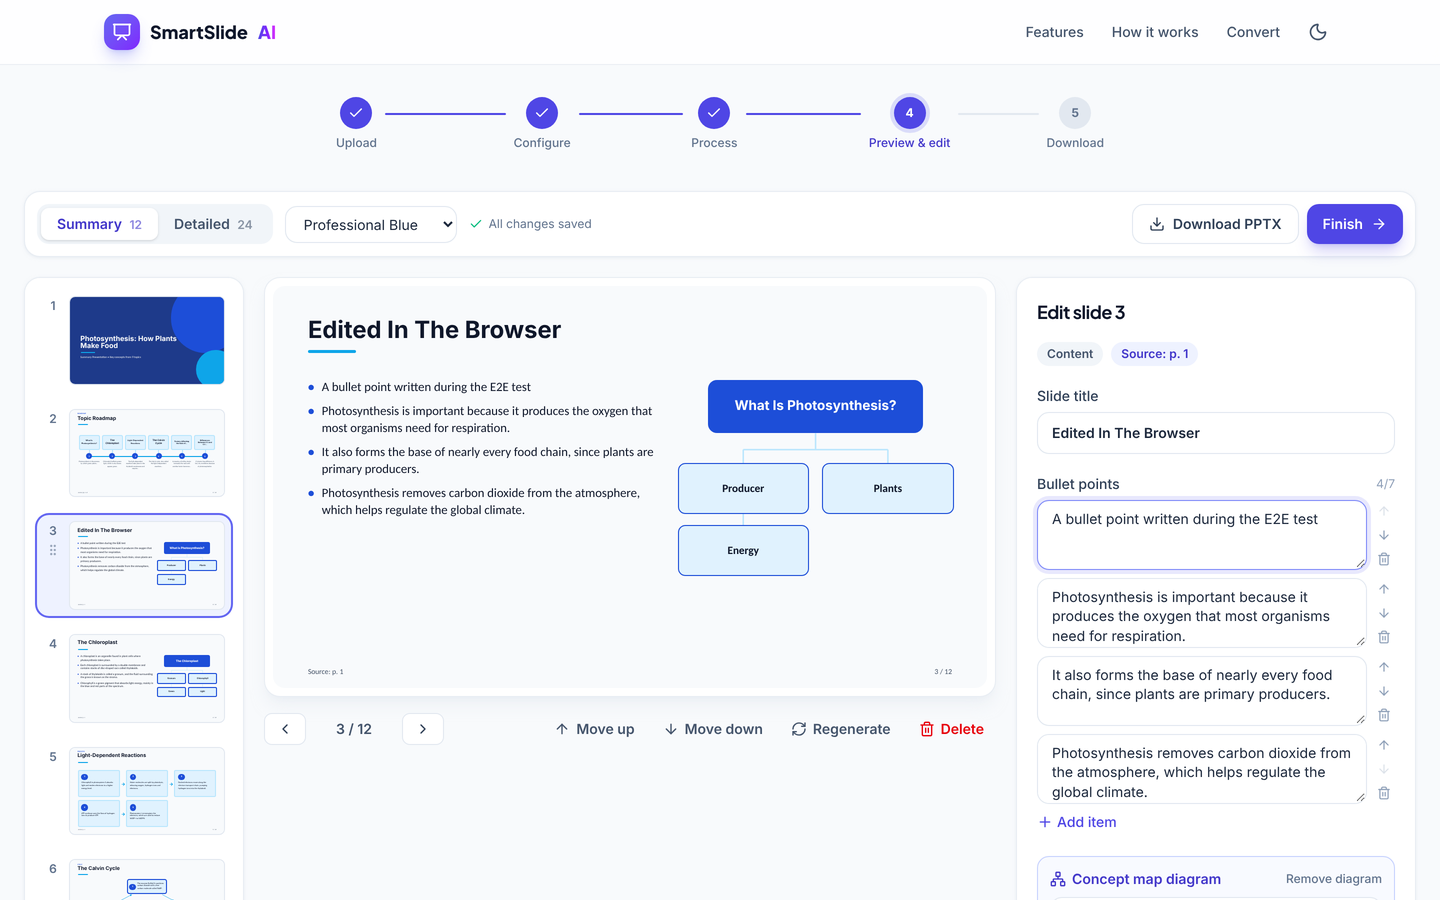 SmartSlide AI
Features
How it works
Convert
Upload
Configure
Process
4
Preview & edit
5
Download
Summary 12
Detailed 24
Professional Blue
All changes saved
Download PPTX
Finish
1
Photosynthesis: How Plants
Make Food
2
Topic Roadmap
3
Edited In The Browser
4
The Chloroplast
The Chloroplast
5
Light-Dependent Reactions
6
The Calvin Cycle
Edited In The Browser
A bullet point written during the E2E test
Photosynthesis is important because it produces the oxygen that
most organisms need for respiration.
It also forms the base of nearly every food chain, since plants are
primary producers.
Photosynthesis removes carbon dioxide from the atmosphere,
which helps regulate the global climate.
What Is Photosynthesis?
Producer
Plants
Energy
Source: p. 1
3 / 12
3 / 12
Move up
Move down
Regenerate
Delete
Edit slide 3
Content
Source: p. 1
Slide title
Edited In The Browser
Bullet points
4/7
A bullet point written during the E2E test
Photosynthesis is important because it
produces the oxygen that most organisms
need for respiration.
It also forms the base of nearly every food
chain, since plants are primary producers.
Photosynthesis removes carbon dioxide from
the atmosphere, which helps regulate the
global climate.
Add item
Concept map diagram
Remove diagram